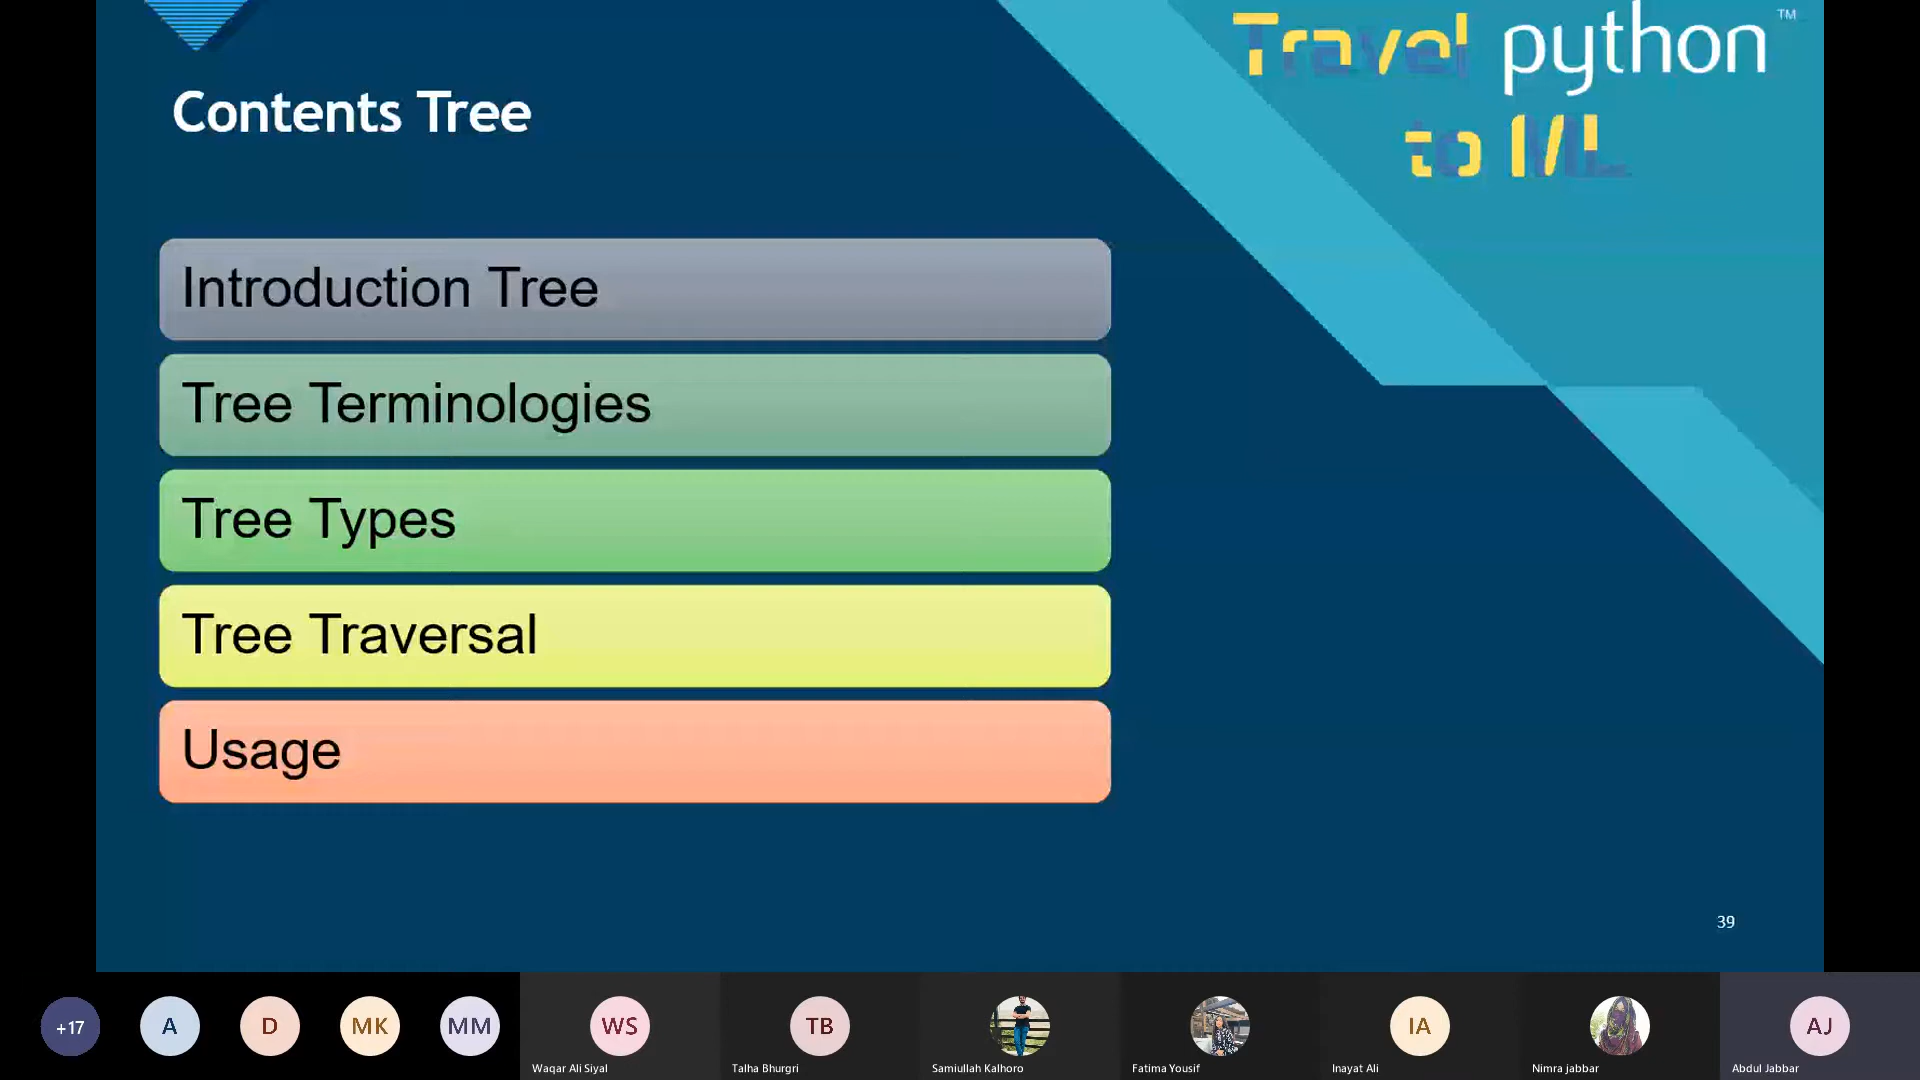 Travel python™
to ML
Contents Tree
Introduction Tree
Tree Terminologies
Tree Types
Tree Traversal
Usage
39
+17
A
D
MK
MM
WS
TB
IA
AJ
Waqar Ali Siyal
Talha Bhurgri
Samiullah Kalhoro
Fatima Yousif
Inayat Ali
Nimra jabbar
Abdul Jabbar